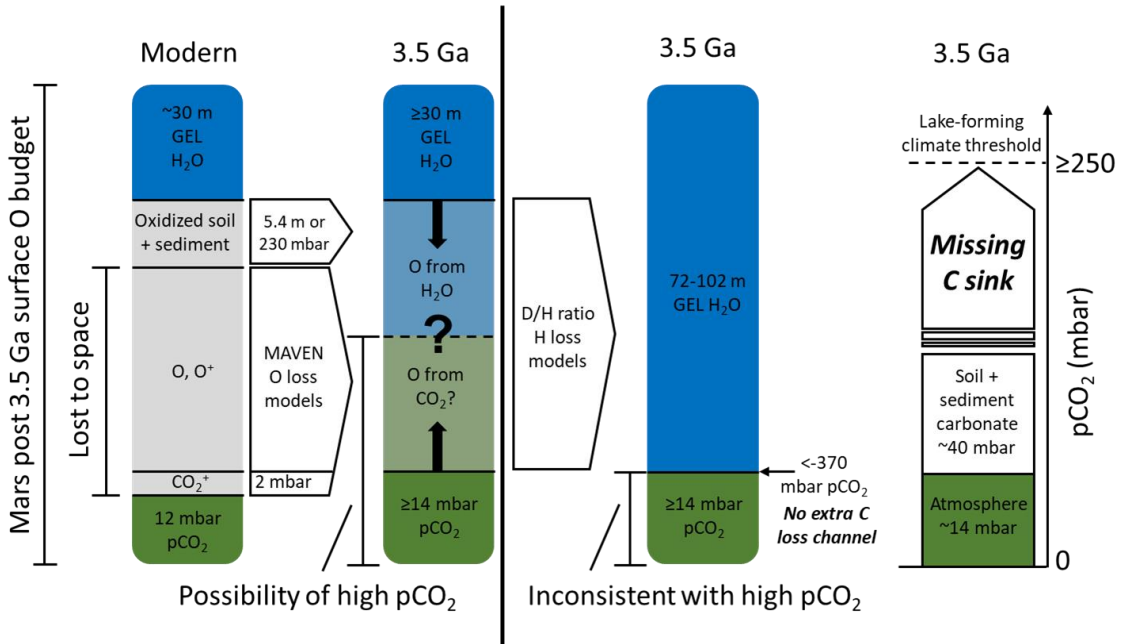 Mars post 3.5 Ga surface O budget
Modern
~30 m
GEL
H₂O
Oxidized soil
+ sediment
5.4 m or
230 mbar
Lost to space
O, O⁺
MAVEN
O loss
models
CO₂⁺
2 mbar
12 mbar
pCO₂
3.5 Ga
≥30 m
GEL
H₂O
O from
H₂O
?
O from
CO₂?
≥14 mbar
pCO₂
Possibility of high pCO₂
D/H ratio
H loss
models
3.5 Ga
72-102 m
GEL H₂O
≥14 mbar
pCO₂
<-370
mbar pCO₂
No extra C
loss channel
Inconsistent with high pCO₂
3.5 Ga
Lake-forming
climate threshold
≥250
Missing
C sink
Soil +
sediment
carbonate
~40 mbar
Atmosphere
~14 mbar
0
pCO₂ (mbar)